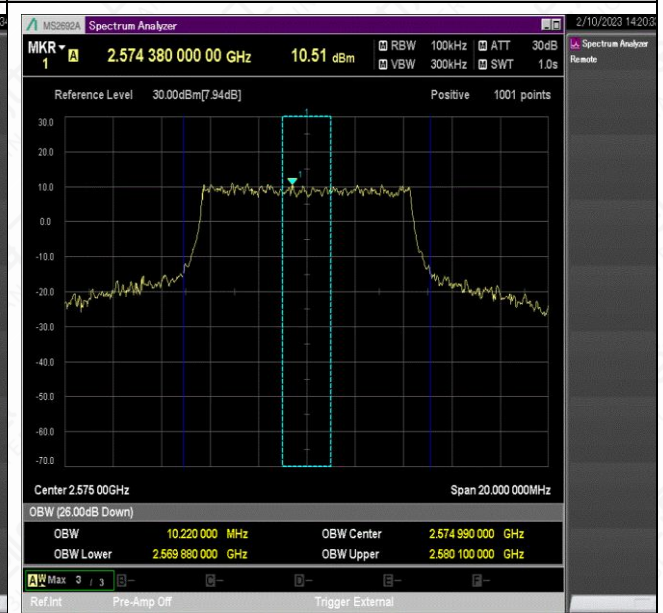 MS2692A Spectrum Analyzer
2/10/2023 14:20:3
MKR 1 A 2.574 380 000 00 GHz 10.51 dBm
M RBW 100kHz M ATT 30dB
M VBW 300kHz M SWT 1.0s
Spectrum Analyzer
Remote
Reference Level 30.00dBm[7.94dB] Positive 1001 points
1
30.0
20.0
10.0
1
0.0
-10.0
-20.0
-30.0
-40.0
-50.0
-60.0
-70.0
Center 2.575 00GHz Span 20.000 000MHz
OBW (26.00dB Down)
OBW 10.220 000 MHz OBW Center 2.574 990 000 GHz
OBW Lower 2.569 880 000 GHz OBW Upper 2.580 100 000 GHz
A W Max 3 / 3 B- C- D- E- F-
Ref.Int Pre-Amp Off Trigger External